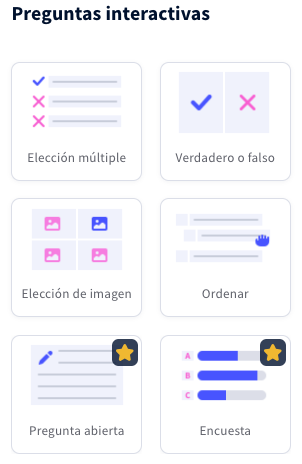 Preguntas interactivas
Elección múltiple
Verdadero o falso
Elección de imagen
Ordenar
Pregunta abierta
A
B
C
Encuesta